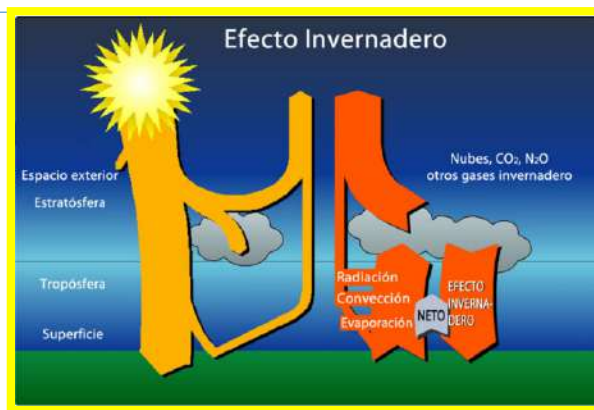 Efecto Invernadero
Nubes, CO₂, N₂O
otros gases invernadero
Espacio exterior
Estratósfera
Tropósfera
Superficie
Radiación
Convección
Evaporación
NETO
EFECTO
INVERNA-
DERO